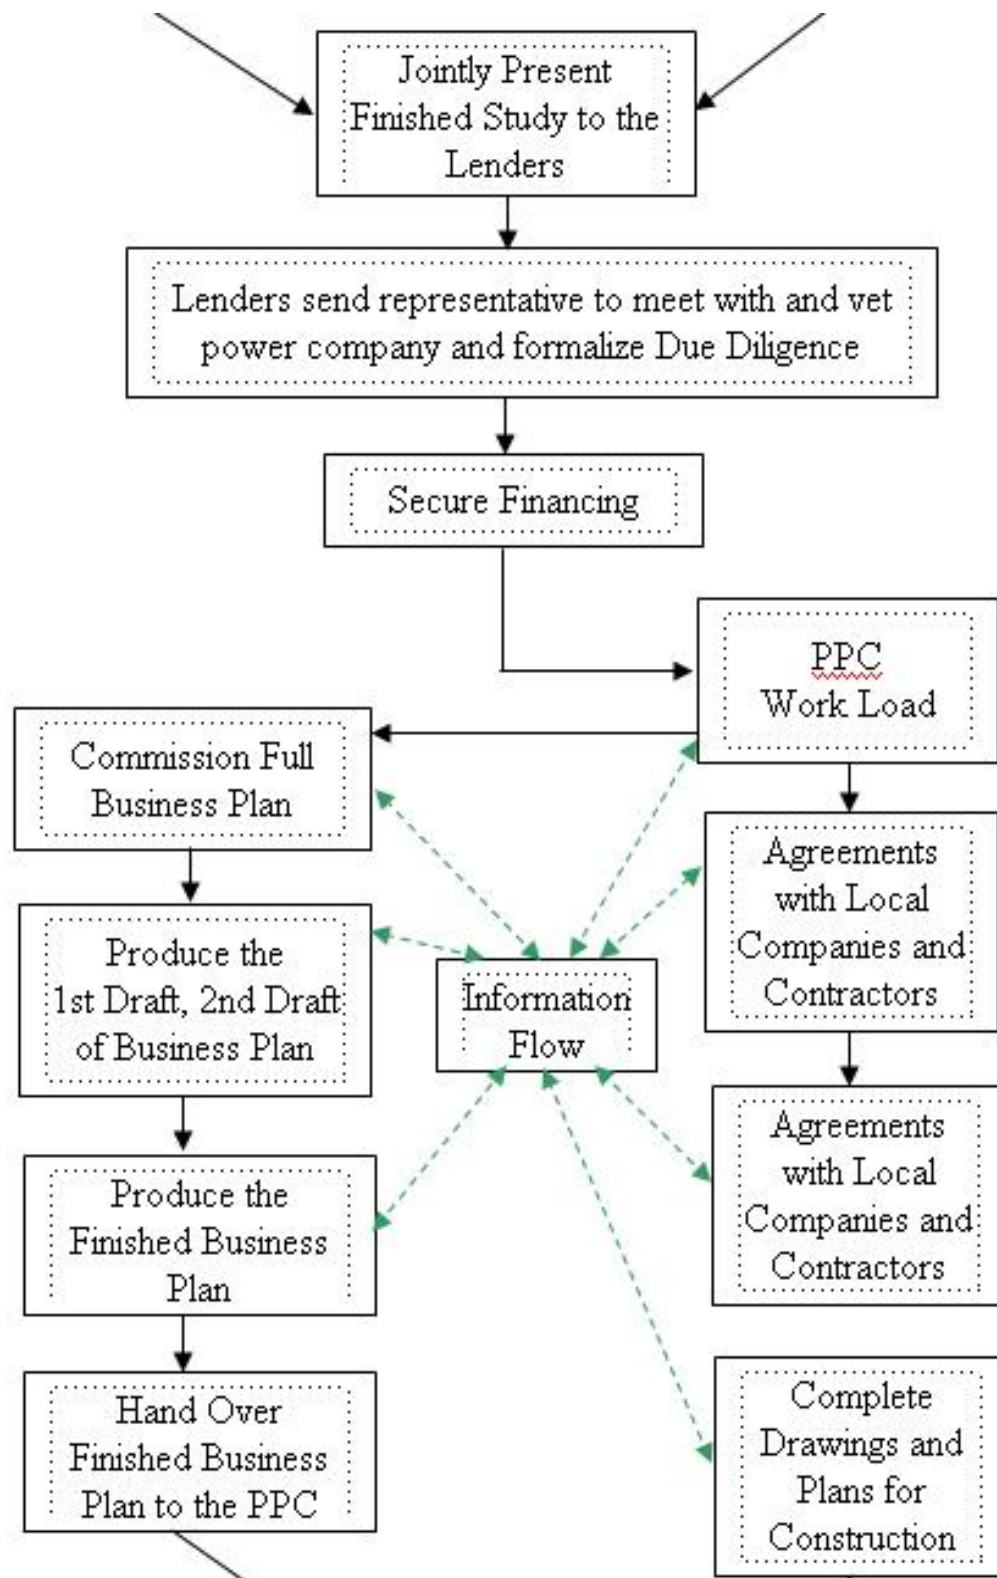 Jointly Present
Finished Study to the
Lenders
Lenders send representative to meet with and vet
power company and formalize Due Diligence
Secure Financing
PPC
Work Load
Commission Full
Business Plan
Agreements
with Local
Companies and
Contractors
Produce the
1st Draft, 2nd Draft
of Business Plan
Information
Flow
Agreements
with Local
Companies and
Contractors
Produce the
Finished Business
Plan
Hand Over
Finished Business
Plan to the PPC
Complete
Drawings and
Plans for
Construction